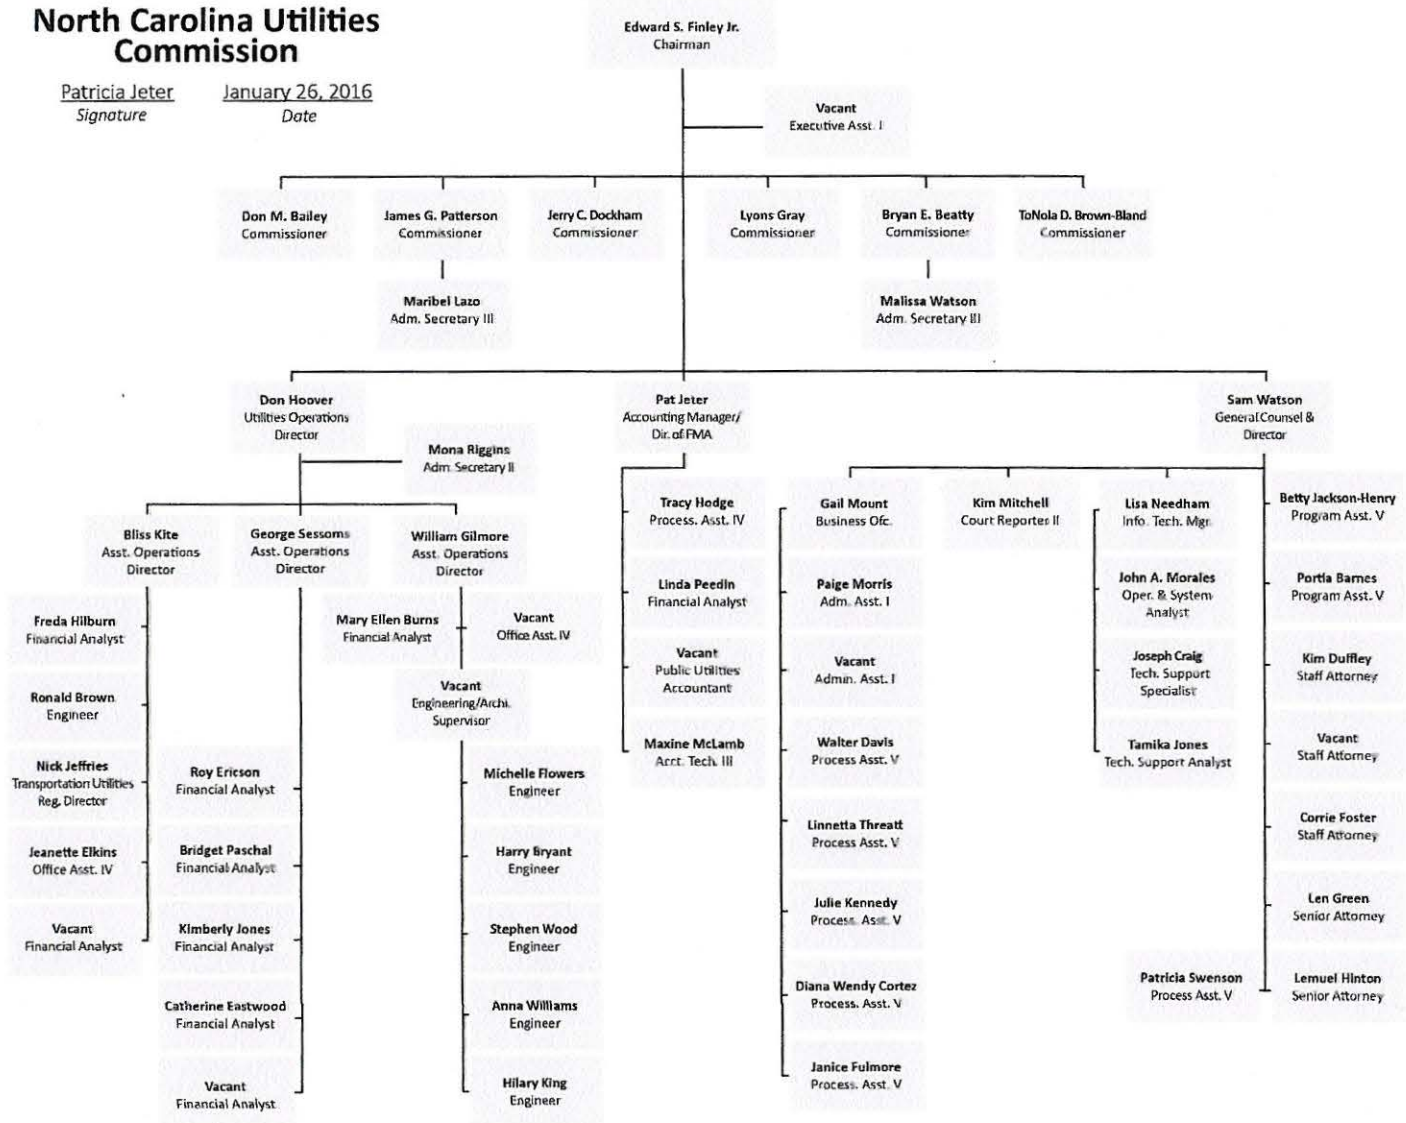 North Carolina Utilities
Commission
Patricia Jeter
Signature
January 26, 2016
Date
Edward S. Finley Jr.
Chairman
Vacant
Executive Asst. I
Don M. Bailey
Commissioner
James G. Patterson
Commissioner
Jerry C. Dockham
Commissioner
Lyons Gray
Commissioner
Bryan E. Beatty
Commissioner
ToNola D. Brown-Bland
Commissioner
Maribel Lazo
Adm. Secretary III
Malissa Watson
Adm. Secretary III
Don Hoover
Utilities Operations
Director
Pat Jeter
Accounting Manager/
Dir. of FMA
Sam Watson
General Counsel &
Director
Mona Riggins
Adm. Secretary II
Bliss Kite
Asst. Operations
Director
George Sessoms
Asst. Operations
Director
William Gilmore
Asst. Operations
Director
Freda Hilburn
Financial Analyst
Ronald Brown
Engineer
Nick Jeffries
Transportation Utilities
Reg. Director
Jeanette Elkins
Office Asst. IV
Vacant
Financial Analyst
Roy Ericson
Financial Analyst
Bridget Paschal
Financial Analyst
Kimberly Jones
Financial Analyst
Catherine Eastwood
Financial Analyst
Vacant
Financial Analyst
Mary Ellen Burns
Financial Analyst
Vacant
Office Asst. IV
Vacant
Engineering/Archi.
Supervisor
Michelle Flowers
Engineer
Harry Bryant
Engineer
Stephen Wood
Engineer
Anna Williams
Engineer
Hilary King
Engineer
Tracy Hodge
Process. Asst. IV
Linda Peedin
Financial Analyst
Vacant
Public Utilities
Accountant
Maxine McLamb
Acct. Tech. III
Gail Mount
Business Ofc.
Paige Morris
Adm. Asst. I
Vacant
Admin. Asst. I
Walter Davis
Process Asst. V
Linnetta Threatt
Process Asst. V
Julie Kennedy
Process. Asst. V
Diana Wendy Cortez
Process. Asst. V
Janice Fulmore
Process. Asst. V
Kim Mitchell
Court Reporter II
Lisa Needham
Info. Tech. Mgr.
John A. Morales
Oper. & System
Analyst
Joseph Craig
Tech. Support
Specialist
Tamika Jones
Tech. Support Analyst
Betty Jackson-Henry
Program Asst. V
Portia Barnes
Program Asst. V
Kim Duffley
Staff Attorney
Vacant
Staff Attorney
Corrie Foster
Staff Attorney
Len Green
Senior Attorney
Patricia Swenson
Process Asst. V
Lemuel Hinton
Senior Attorney